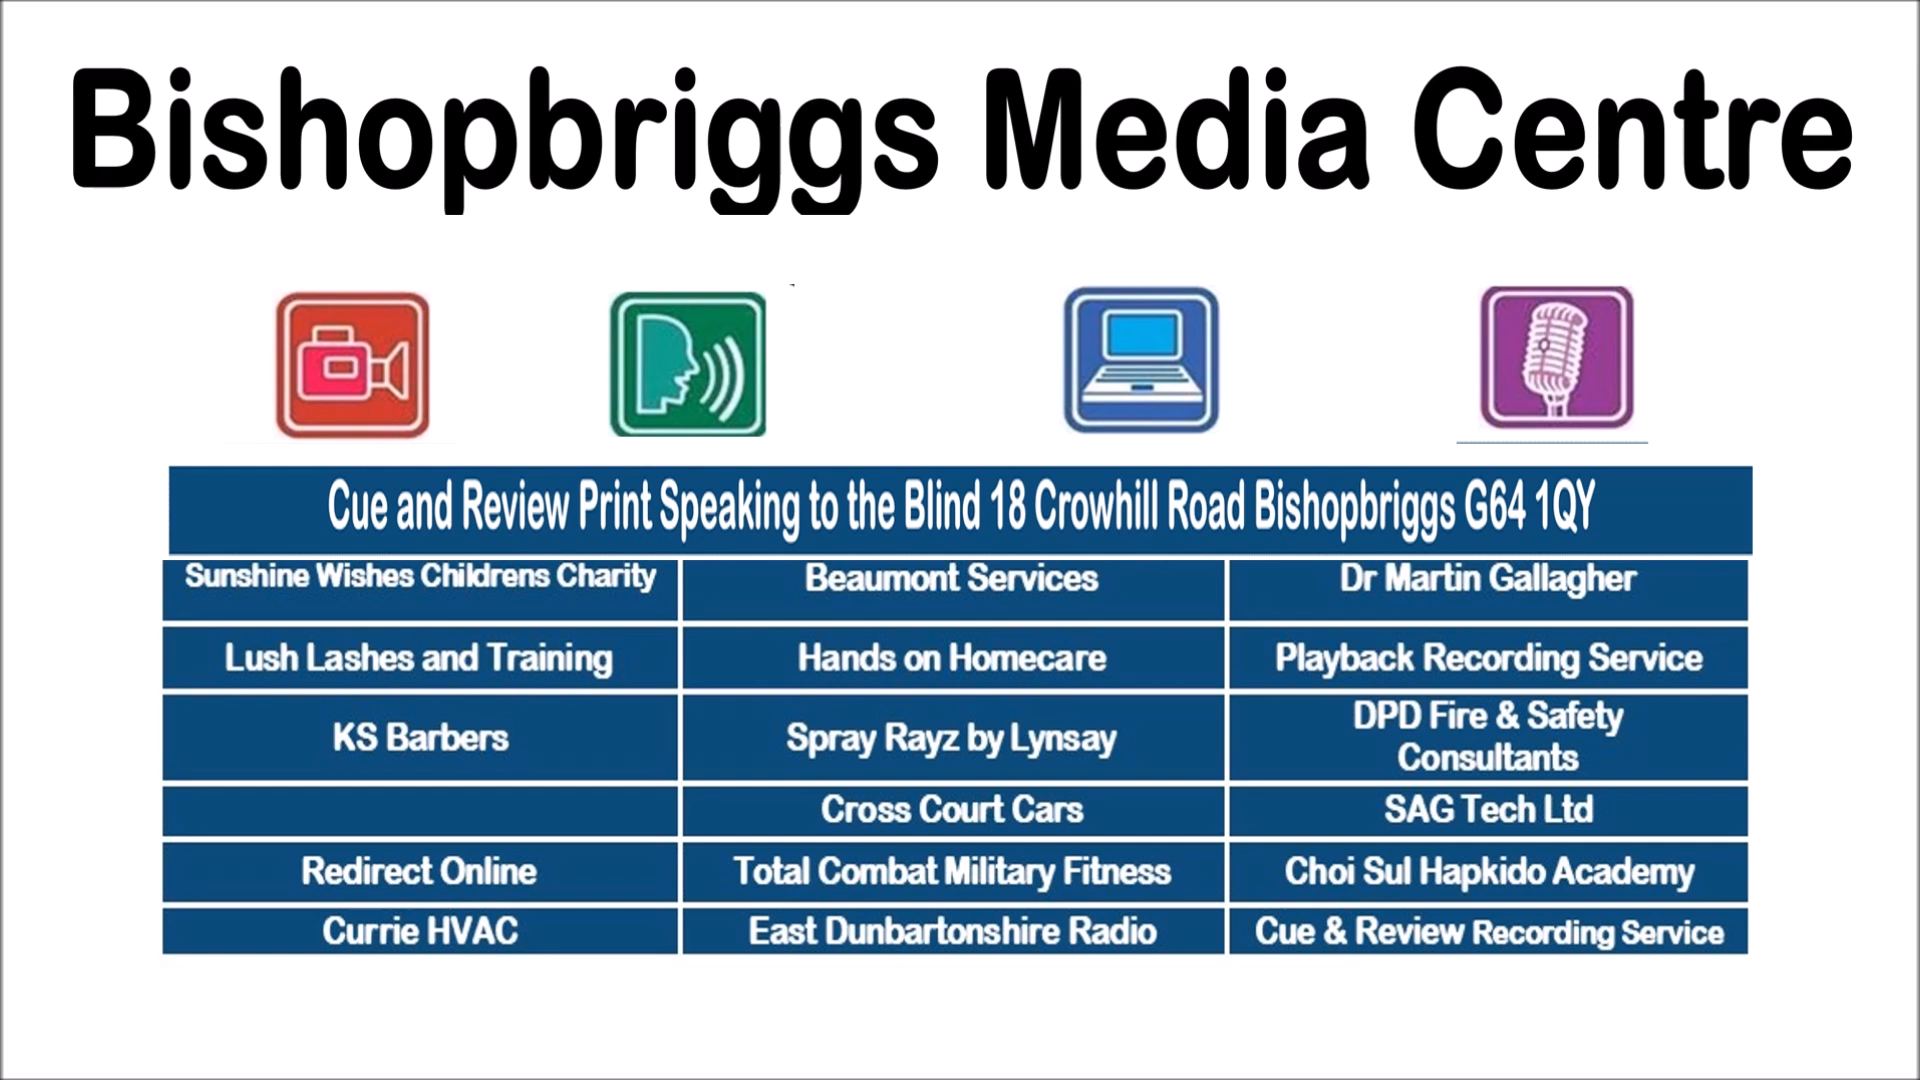 Bishopbriggs Media Centre
Cue and Review Print Speaking to the Blind 18 Crowhill Road Bishopbriggs G64 1QY
Sunshine Wishes Childrens Charity
Beaumont Services
Dr Martin Gallagher
Lush Lashes and Training
Hands on Homecare
Playback Recording Service
KS Barbers
Spray Rayz by Lynsay
DPD Fire & Safety
Consultants
Cross Court Cars
SAG Tech Ltd
Redirect Online
Total Combat Military Fitness
Choi Sul Hapkido Academy
Currie HVAC
East Dunbartonshire Radio
Cue & Review Recording Service